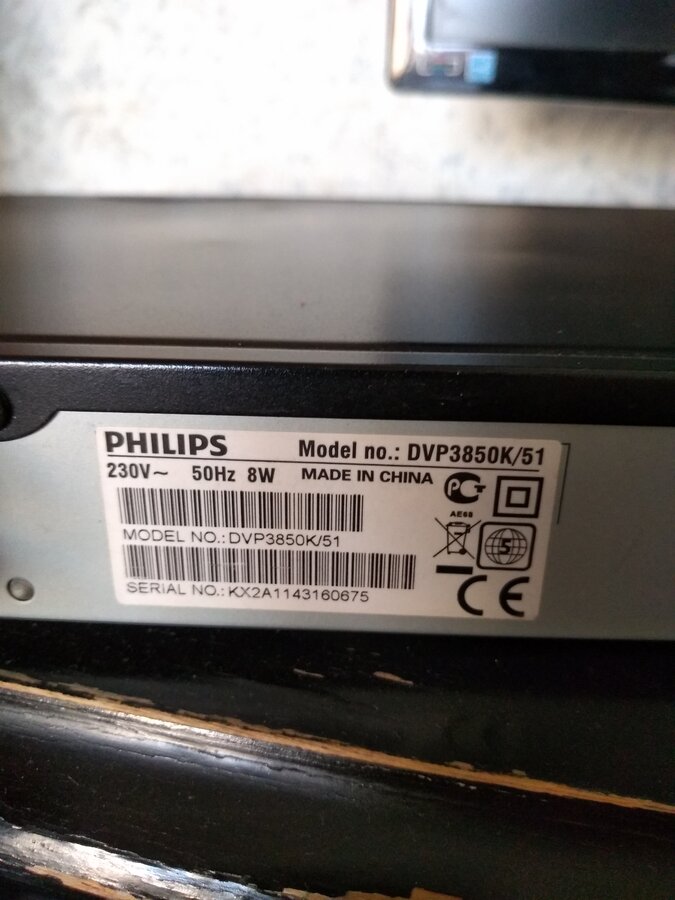 PHILIPS Model no.: DVP3850K/51
230V~ 50Hz 8W MADE IN CHINA
AE68
MODEL NO.:DVP3850K/51
5
SERIAL NO.:KX2A1143160675
CE